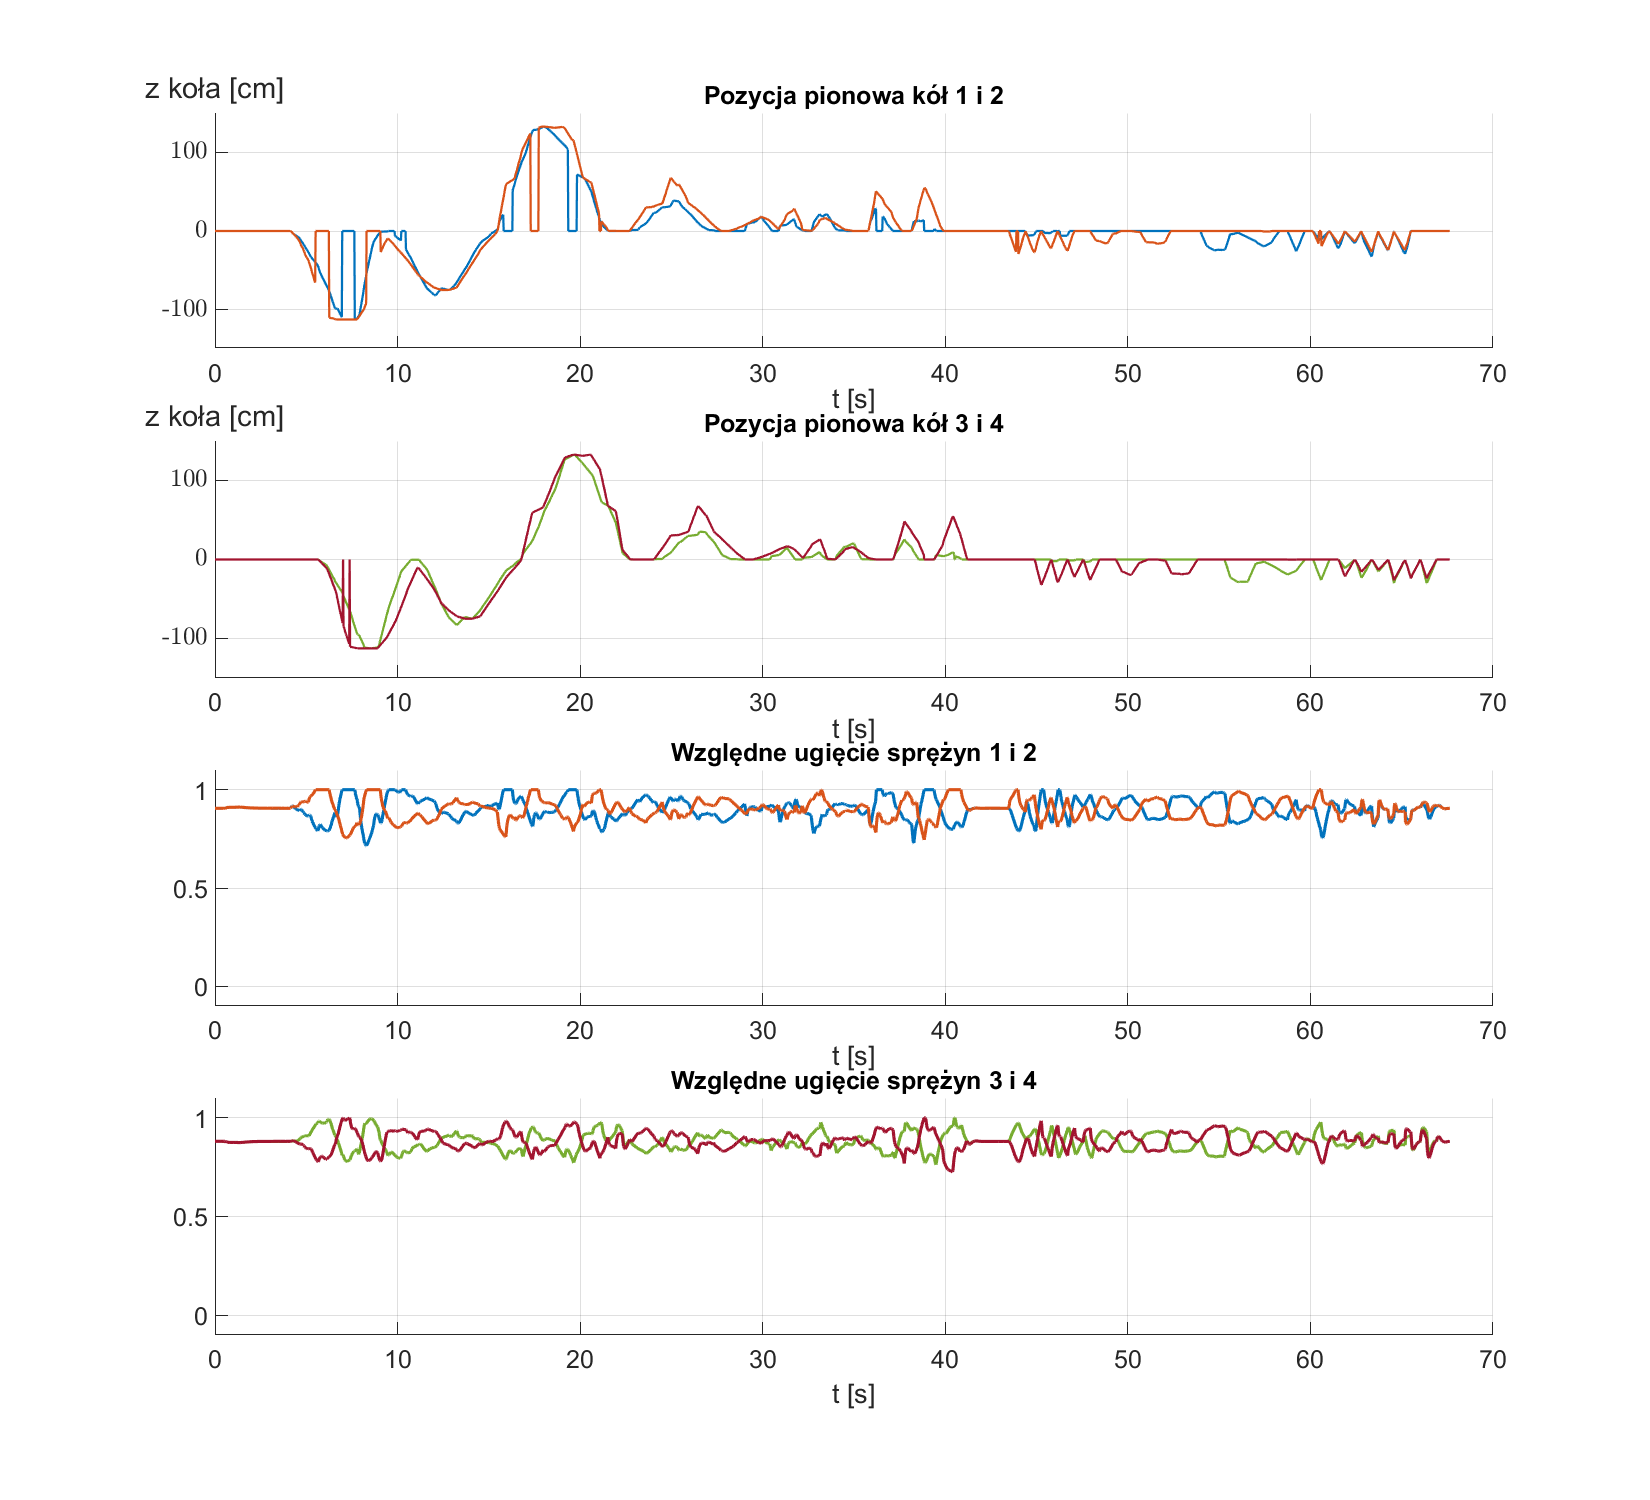 z koła [cm]
Pozycja pionowa kół 1 i 2
100
0
-100
0 10 20 30 40 50 60 70
t [s]
z koła [cm]
Pozycja pionowa kół 3 i 4
100
0
-100
0 10 20 30 40 50 60 70
t [s]
Względne ugięcie sprężyn 1 i 2
1
0.5
0
0 10 20 30 40 50 60 70
t [s]
Względne ugięcie sprężyn 3 i 4
1
0.5
0
0 10 20 30 40 50 60 70
t [s]